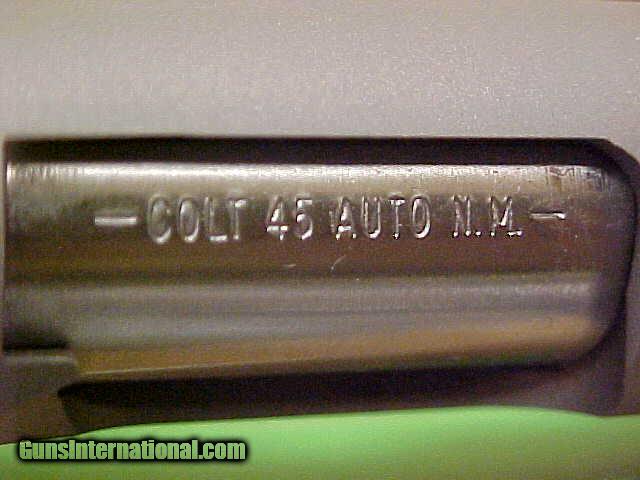 — COLT 45 AUTO N.M. —
GunsInternational.com